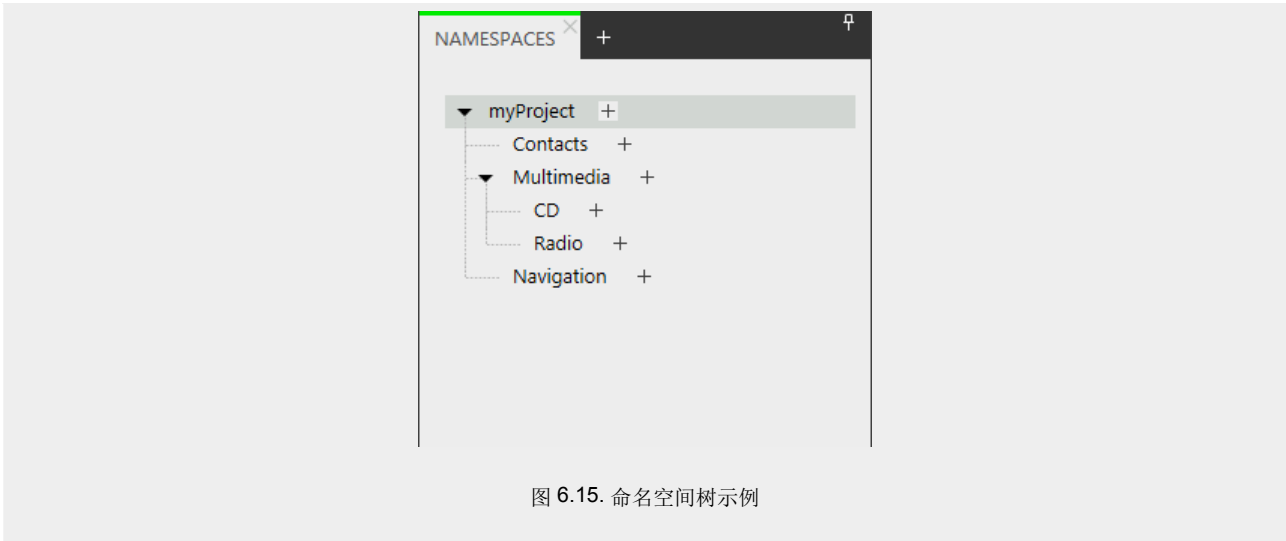 NAMESPACES
myProject
Contacts
Multimedia
CD
Radio
Navigation
图 6.15. 命名空间树示例